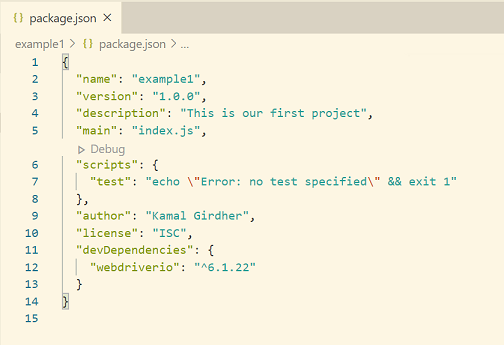 {} package.json ×
example1 > {} package.json > ...
1 {
2 "name": "example1",
3 "version": "1.0.0",
4 "description": "This is our first project",
5 "main": "index.js",
▷ Debug
6 "scripts": {
7 "test": "echo \"Error: no test specified\" && exit 1"
8 },
9 "author": "Kamal Girdher",
10 "license": "ISC",
11 "devDependencies": {
12 "webdriverio": "^6.1.22"
13 }
14 }
15